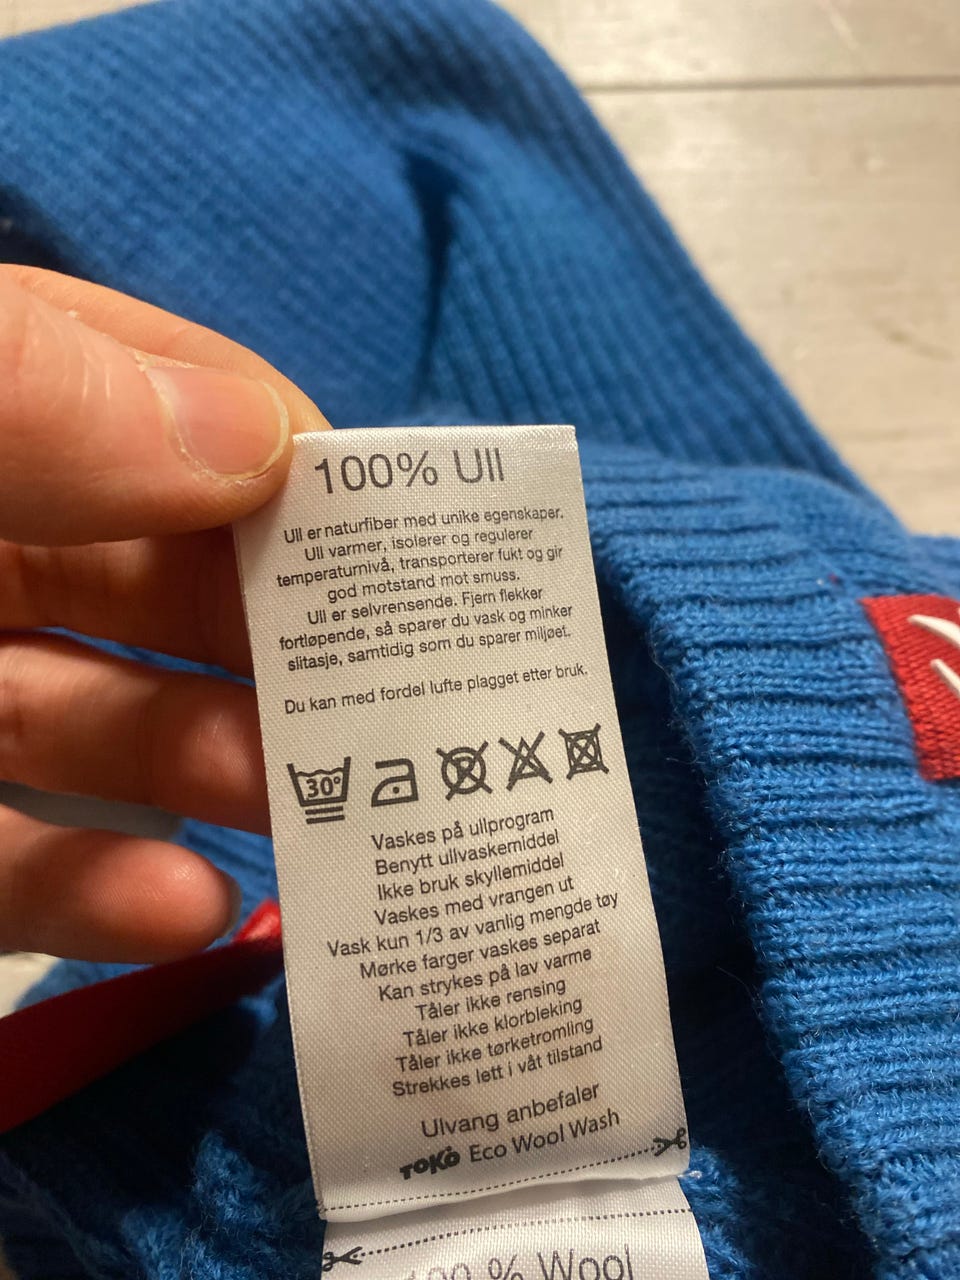 100% Ull
Ull er naturfiber med unike egenskaper.
Ull varmer, isolerer og regulerer
temperaturnivå, transporterer fukt og gir
god motstand mot smuss.
Ull er selvrensende. Fjern flekker
fortløpende, så sparer du vask og minker
slitasje, samtidig som du sparer miljøet.
Du kan med fordel lufte plagget etter bruk.
30°
Vaskes på ullprogram
Benytt ullvaskemiddel
Ikke bruk skyllemiddel
Vaskes med vrangen ut
Vask kun 1/3 av vanlig mengde tøy
Mørke farger vaskes separat
Kan strykes på lav varme
Tåler ikke rensing
Tåler ikke klorbleking
Tåler ikke tørketromling
Strekkes lett i våt tilstand
Ulvang anbefaler
TOKO Eco Wool Wash
100 % Wool